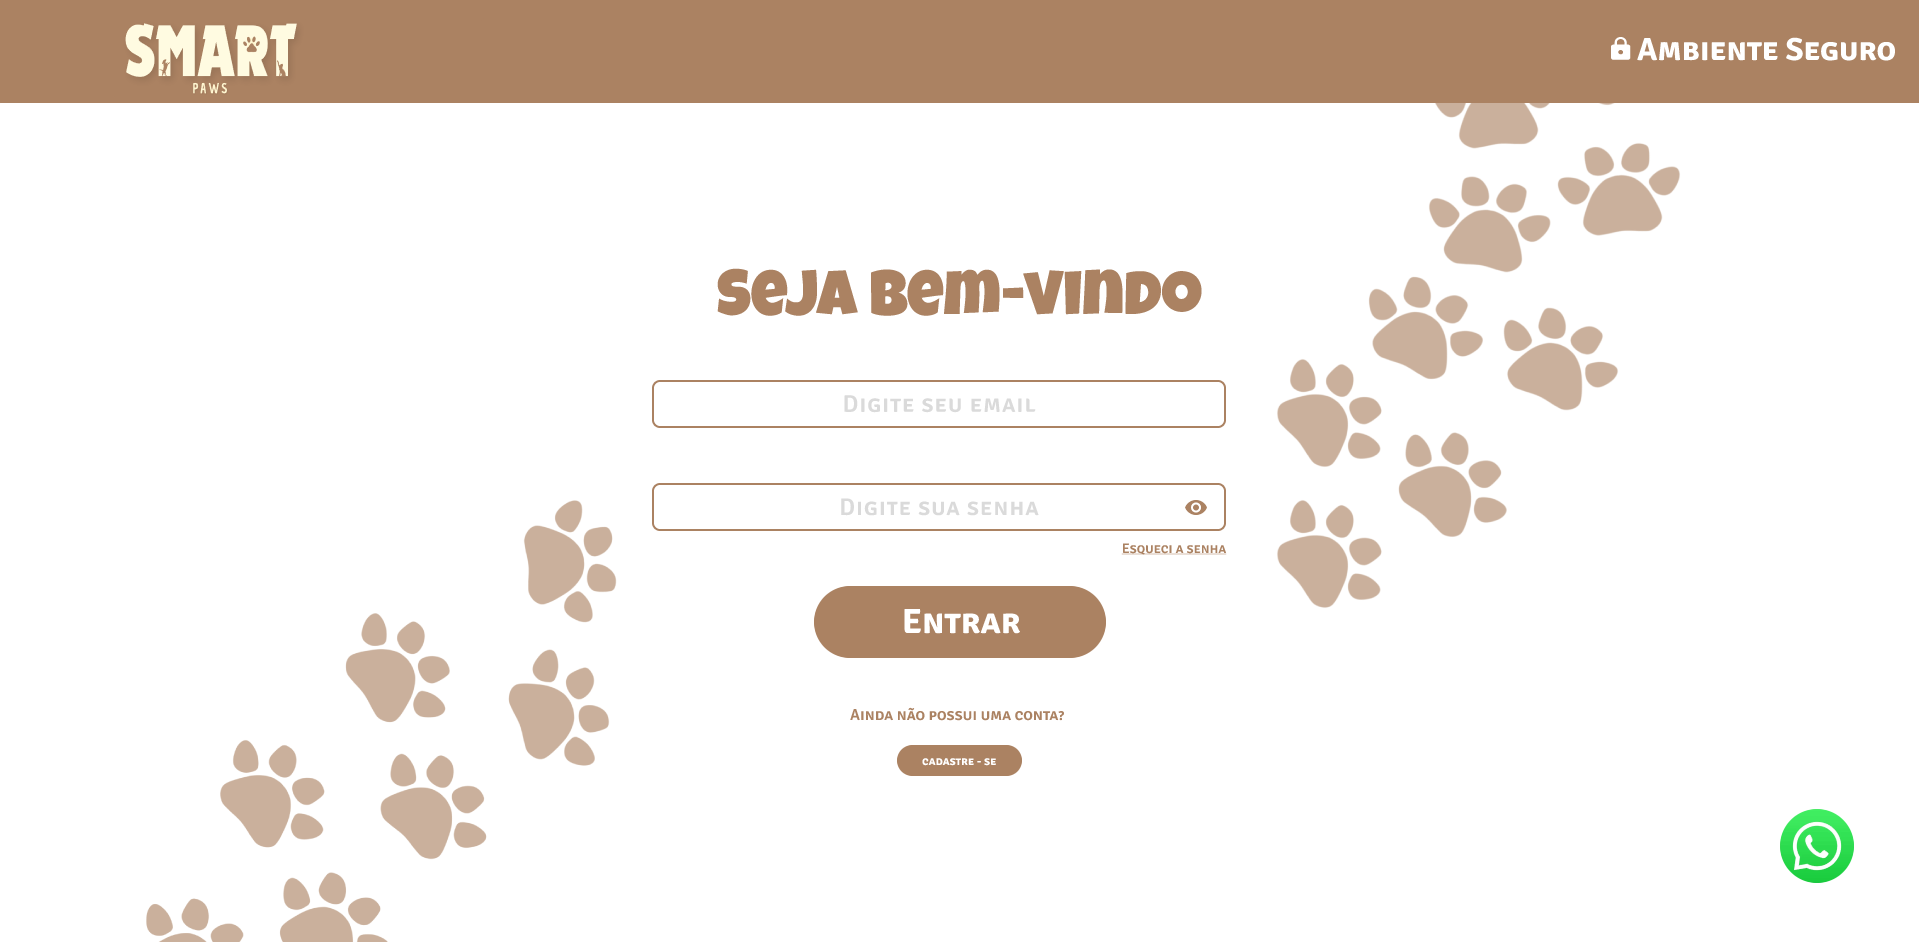 SMART
PAWS
Ambiente Seguro
Seja Bem-Vindo
Digite seu email
Digite sua senha
Esqueci a senha
Entrar
Ainda não possui uma conta?
cadastre - se